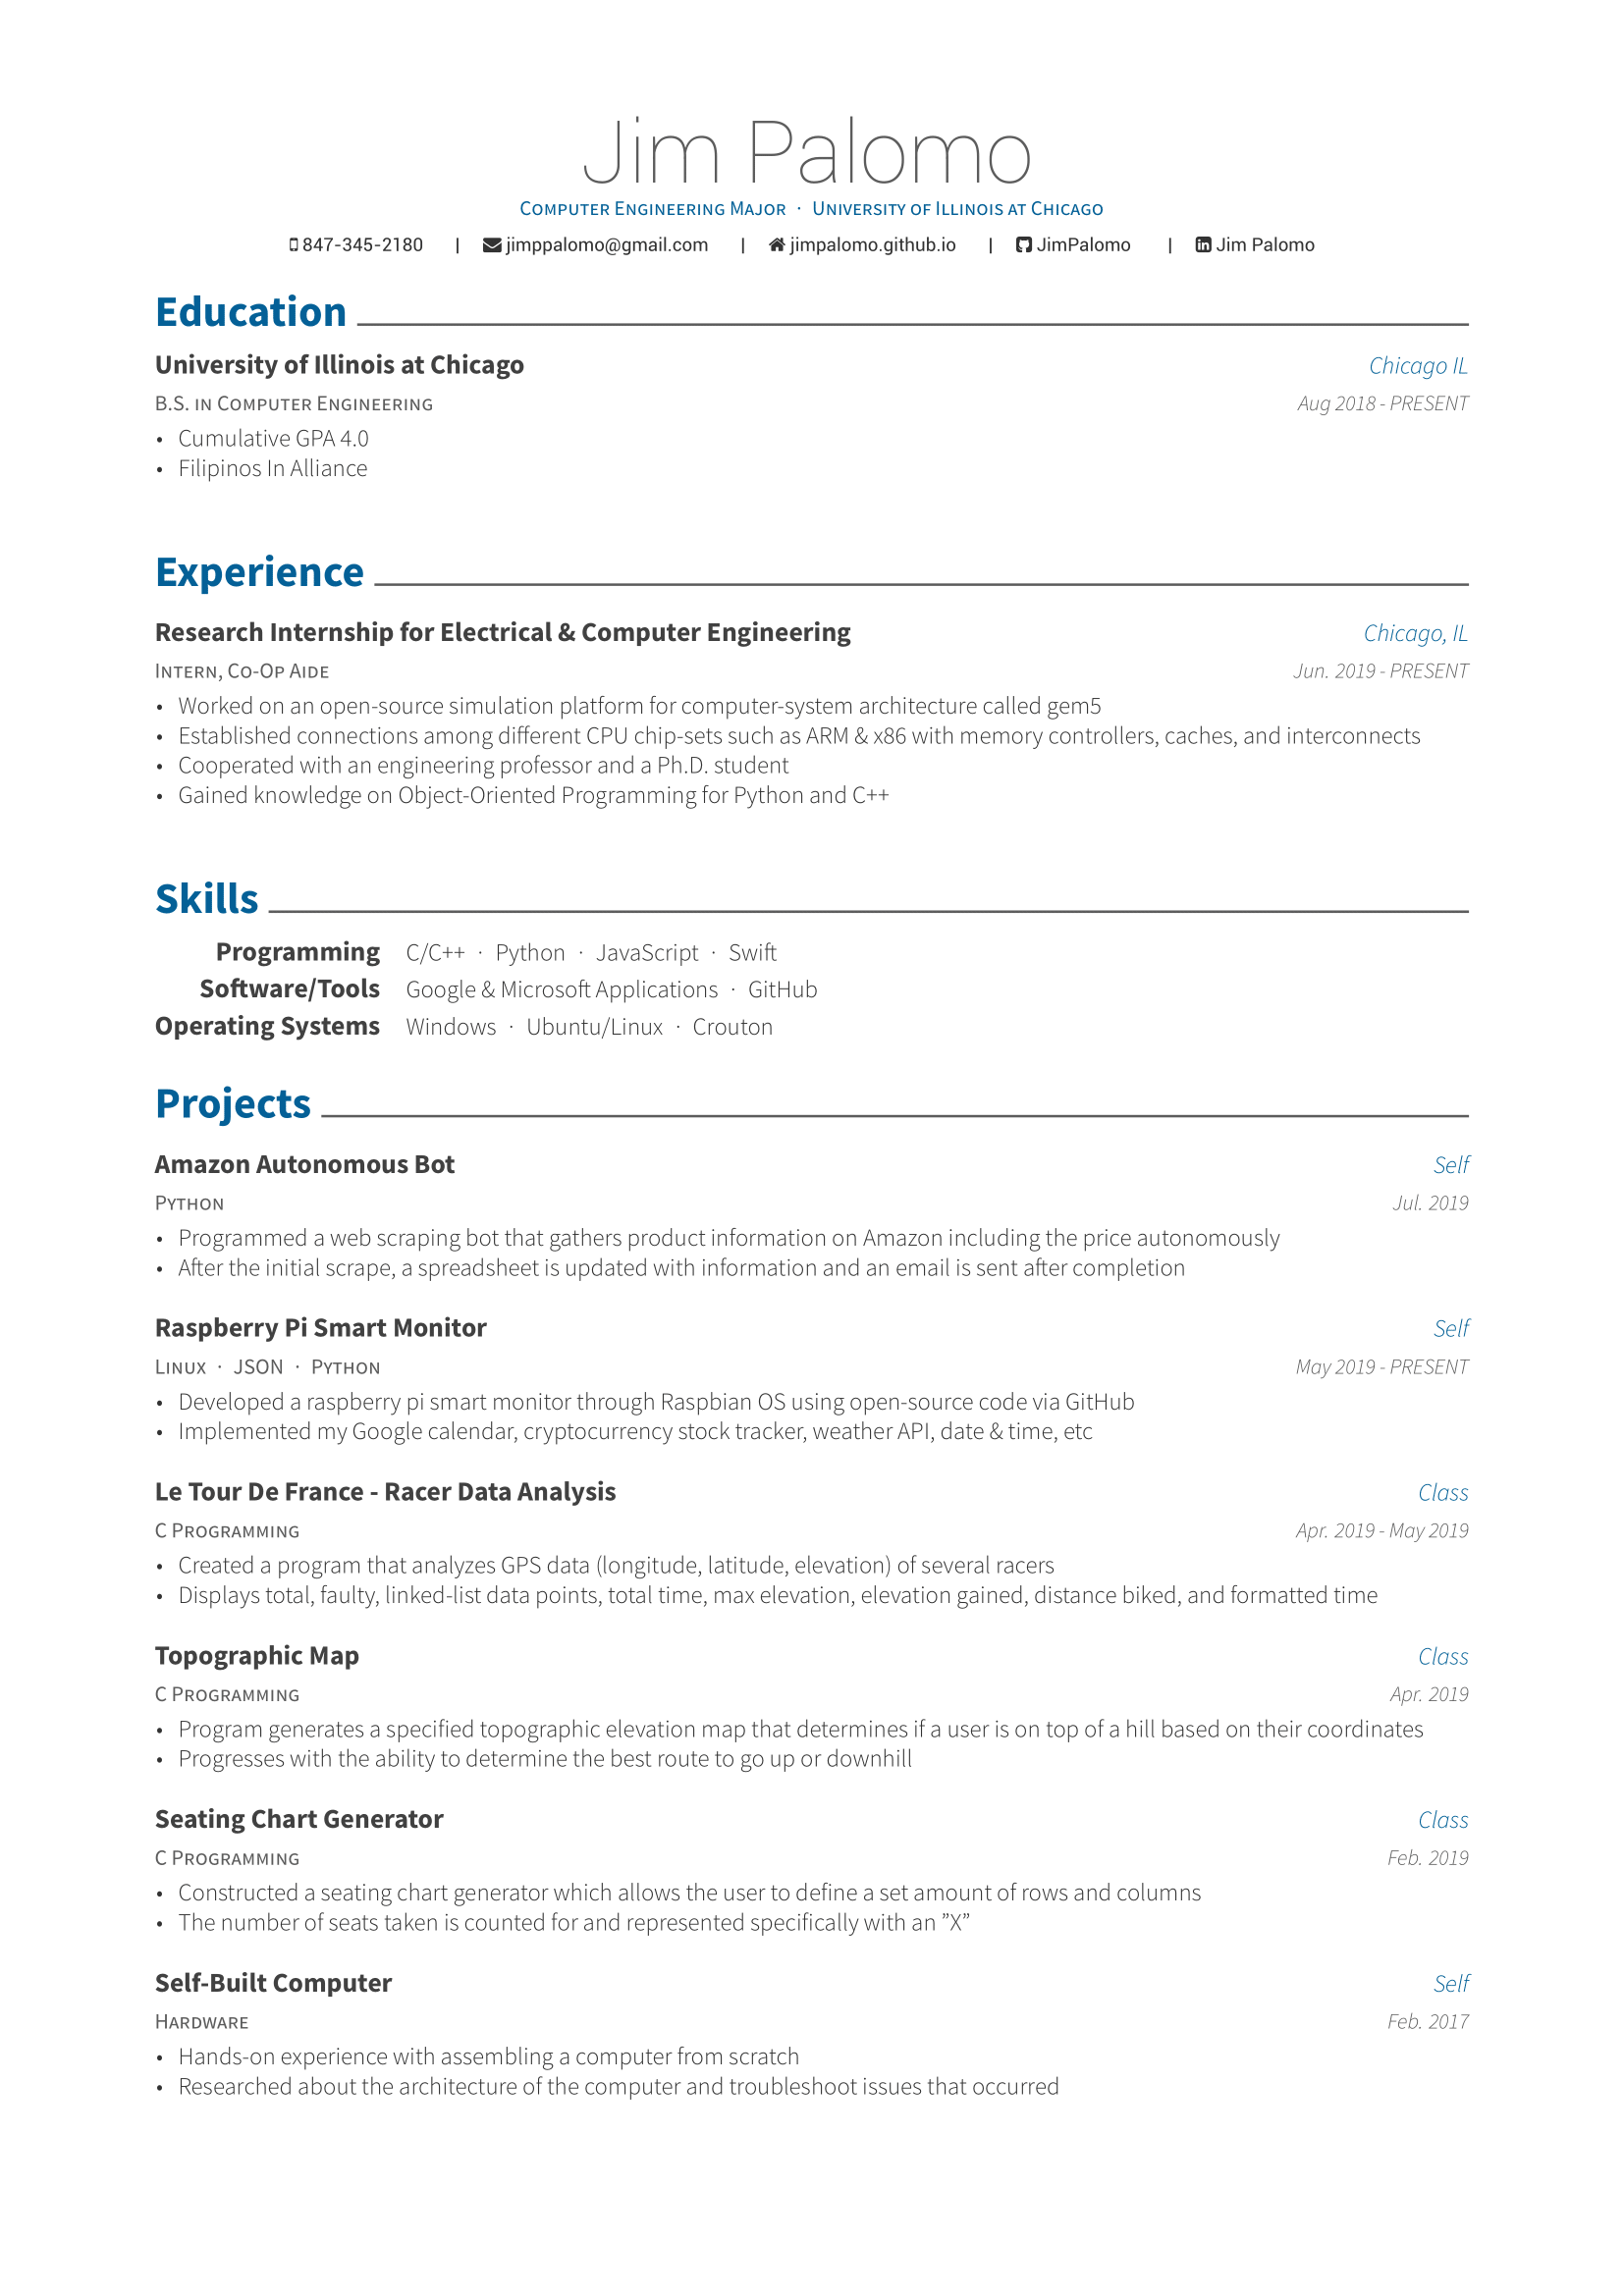 Jim Palomo
Computer Engineering Major · University of Illinois at Chicago
847-345-2180 | jimppalomo@gmail.com | jimpalomo.github.io | JimPalomo | Jim Palomo
Education
University of Illinois at Chicago Chicago IL
B.S. in Computer Engineering Aug 2018 - PRESENT
• Cumulative GPA 4.0
• Filipinos In Alliance
Experience
Research Internship for Electrical & Computer Engineering Chicago, IL
Intern, Co-Op Aide Jun. 2019 - PRESENT
• Worked on an open-source simulation platform for computer-system architecture called gem5
• Established connections among different CPU chip-sets such as ARM & x86 with memory controllers, caches, and interconnects
• Cooperated with an engineering professor and a Ph.D. student
• Gained knowledge on Object-Oriented Programming for Python and C++
Skills
Programming C/C++ · Python · JavaScript · Swift
Software/Tools Google & Microsoft Applications · GitHub
Operating Systems Windows · Ubuntu/Linux · Crouton
Projects
Amazon Autonomous Bot Self
Python Jul. 2019
• Programmed a web scraping bot that gathers product information on Amazon including the price autonomously
• After the initial scrape, a spreadsheet is updated with information and an email is sent after completion
Raspberry Pi Smart Monitor Self
Linux · JSON · Python May 2019 - PRESENT
• Developed a raspberry pi smart monitor through Raspbian OS using open-source code via GitHub
• Implemented my Google calendar, cryptocurrency stock tracker, weather API, date & time, etc
Le Tour De France - Racer Data Analysis Class
C Programming Apr. 2019 - May 2019
• Created a program that analyzes GPS data (longitude, latitude, elevation) of several racers
• Displays total, faulty, linked-list data points, total time, max elevation, elevation gained, distance biked, and formatted time
Topographic Map Class
C Programming Apr. 2019
• Program generates a specified topographic elevation map that determines if a user is on top of a hill based on their coordinates
• Progresses with the ability to determine the best route to go up or downhill
Seating Chart Generator Class
C Programming Feb. 2019
• Constructed a seating chart generator which allows the user to define a set amount of rows and columns
• The number of seats taken is counted for and represented specifically with an ”X”
Self-Built Computer Self
Hardware Feb. 2017
• Hands-on experience with assembling a computer from scratch
• Researched about the architecture of the computer and troubleshoot issues that occurred